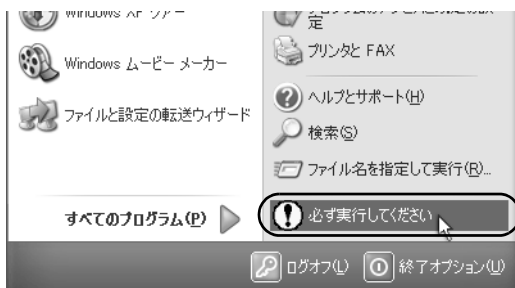 Windows XP ツアー
Windows ムービー メーカー
ファイルと設定の転送ウィザード
すべてのプログラム(P)
定
プリンタと FAX
ヘルプとサポート(H)
検索(S)
ファイル名を指定して実行(R)...
必ず実行してください
ログオフ(L)
終了オプション(U)